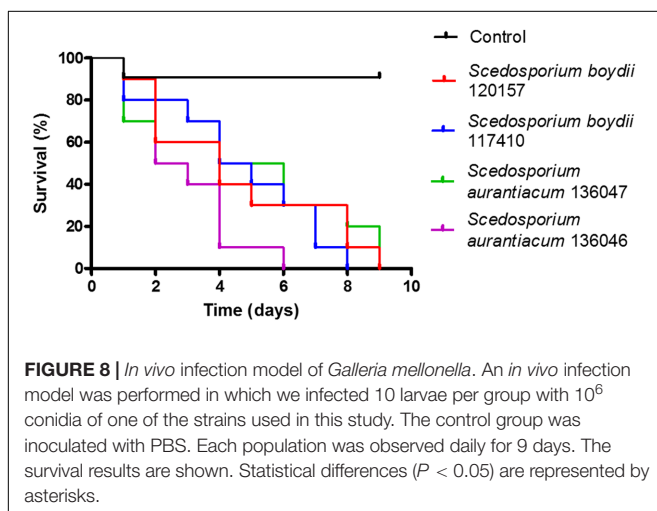 100
80
60
40
20
0
Survival (%)
0 2 4 6 8 10
Time (days)
Control
Scedosporium boydii
120157
Scedosporium boydii
117410
Scedosporium
aurantiacum 136047
Scedosporium
aurantiacum 136046
FIGURE 8 | In vivo infection model of Galleria mellonella. An in vivo infection
model was performed in which we infected 10 larvae per group with 10⁶
conidia of one of the strains used in this study. The control group was
inoculated with PBS. Each population was observed daily for 9 days. The
survival results are shown. Statistical differences (P < 0.05) are represented by
asterisks.